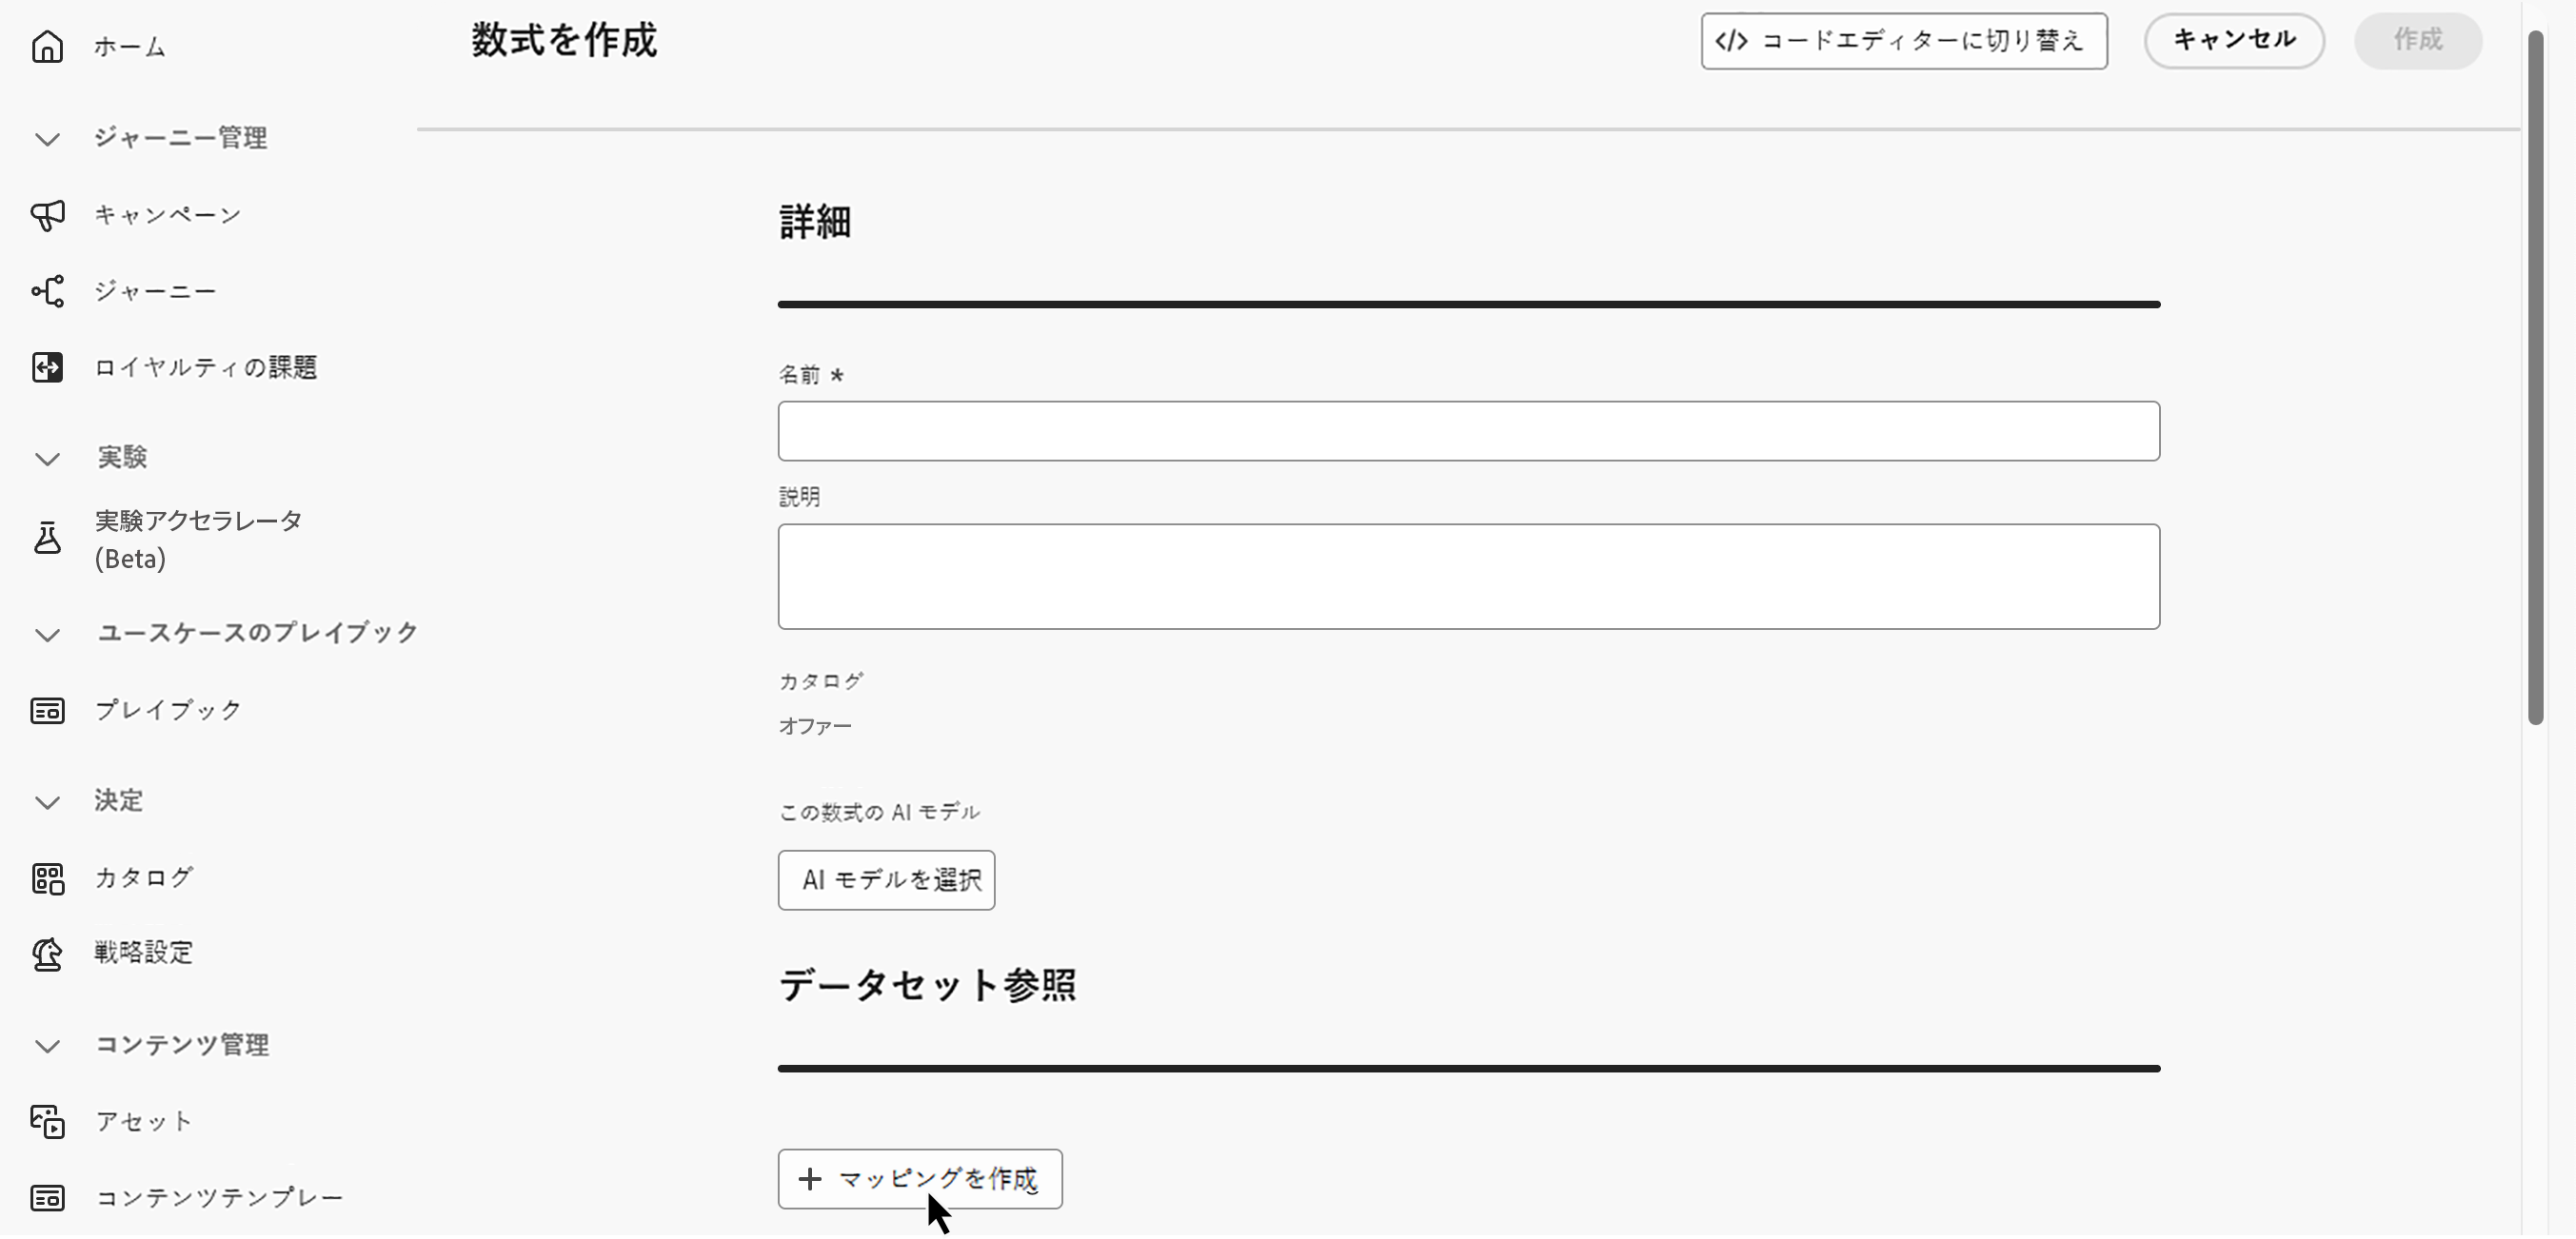 ホーム
ジャーニー管理
キャンペーン
ジャーニー
ロイヤルティの課題
実験
実験アクセラレータ
(Beta)
ユースケースのプレイブック
プレイブック
決定
カタログ
戦略設定
コンテンツ管理
アセット
コンテンツテンプレー
数式を作成
</> コードエディターに切り替え
キャンセル
作成
詳細
名前 *
説明
カタログ
オファー
この数式の AI モデル
AI モデルを選択
データセット参照
+ マッピングを作成